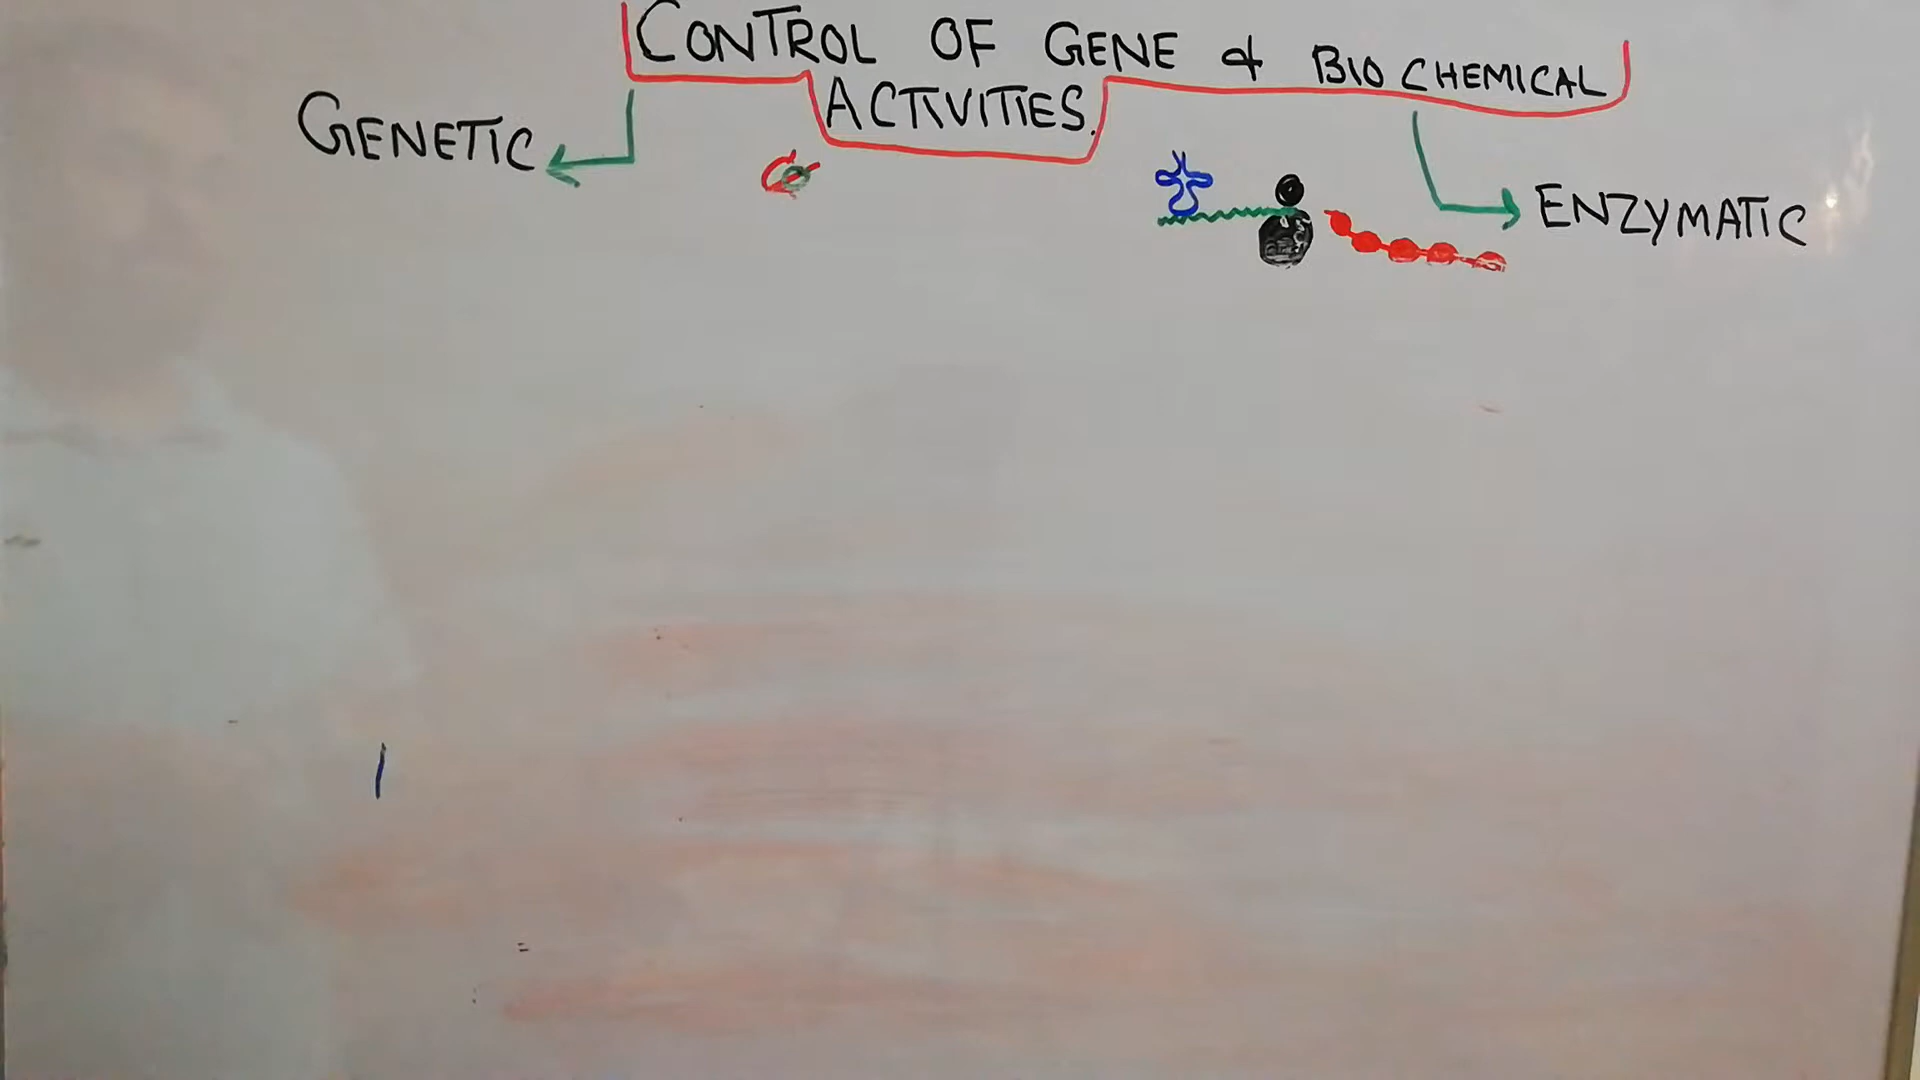 CONTROL OF GENE & BIOCHEMICAL
ACTIVITIES.
GENETIC
ENZYMATIC